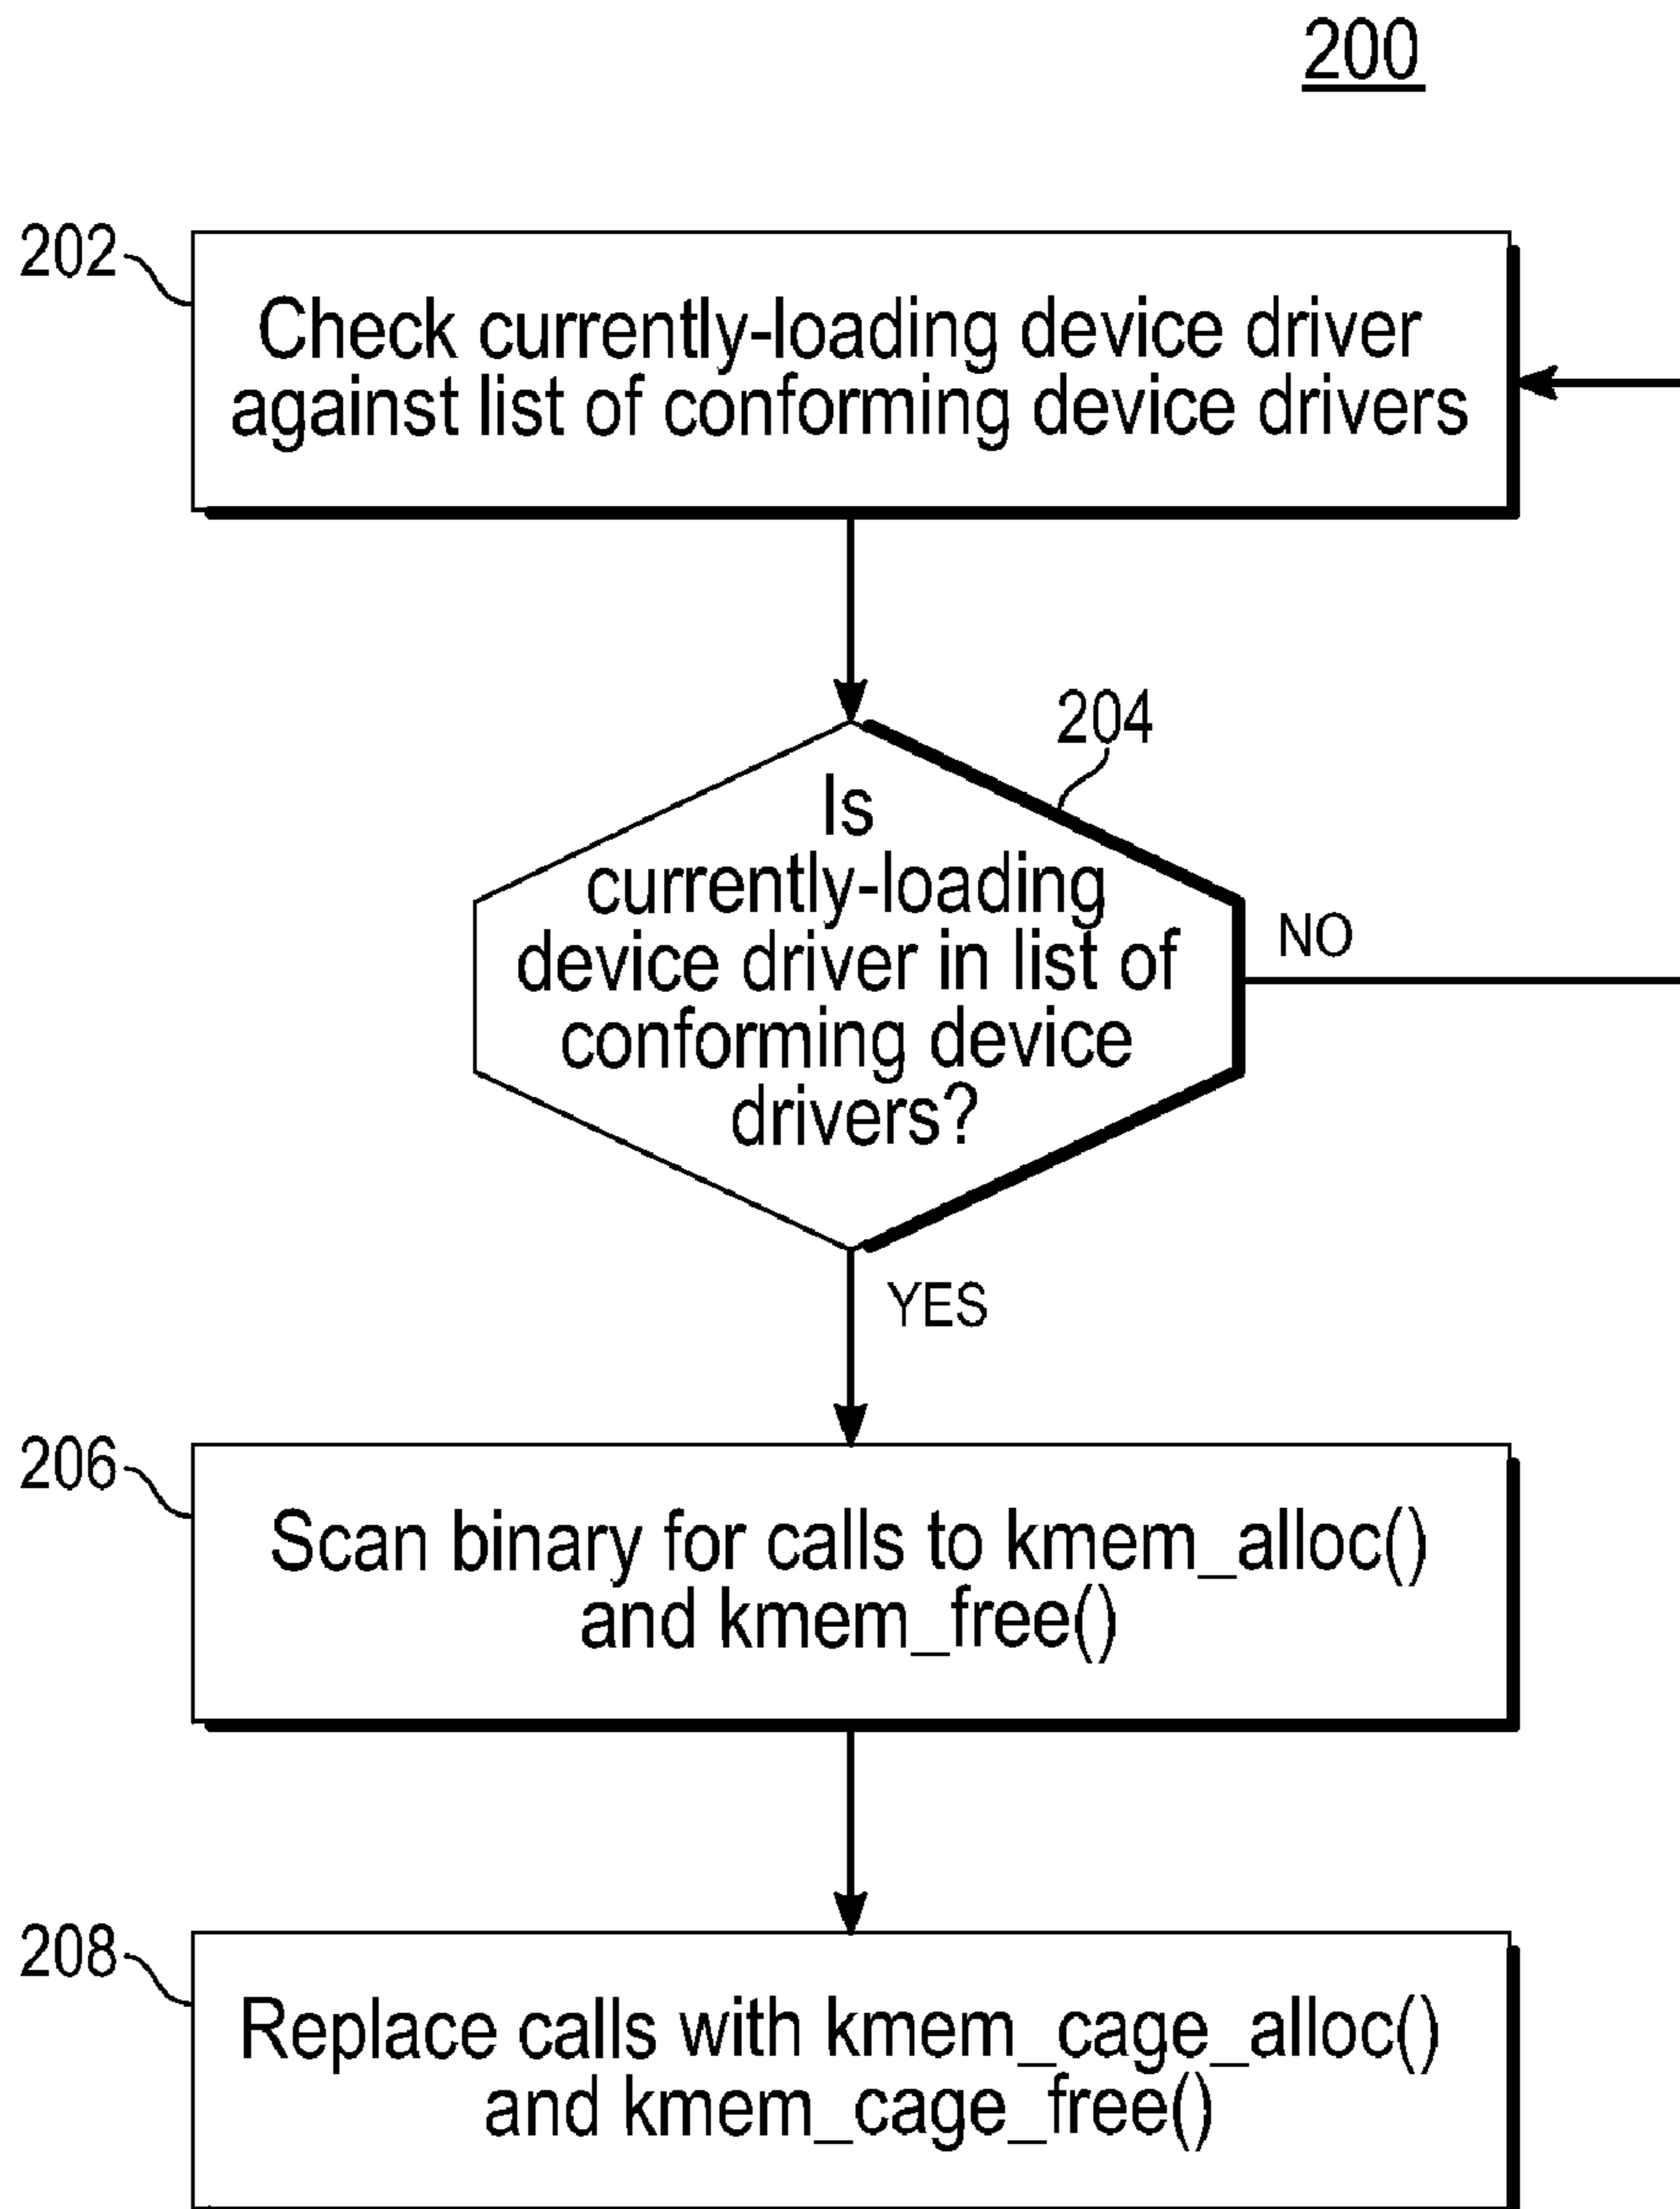 200
202
Check currently-loading device driver
against list of conforming device drivers
204
Is
currently-loading
device driver in list of
conforming device
drivers?
NO
YES
206
Scan binary for calls to kmem_alloc()
and kmem_free()
208
Replace calls with kmem_cage_alloc()
and kmem_cage_free()